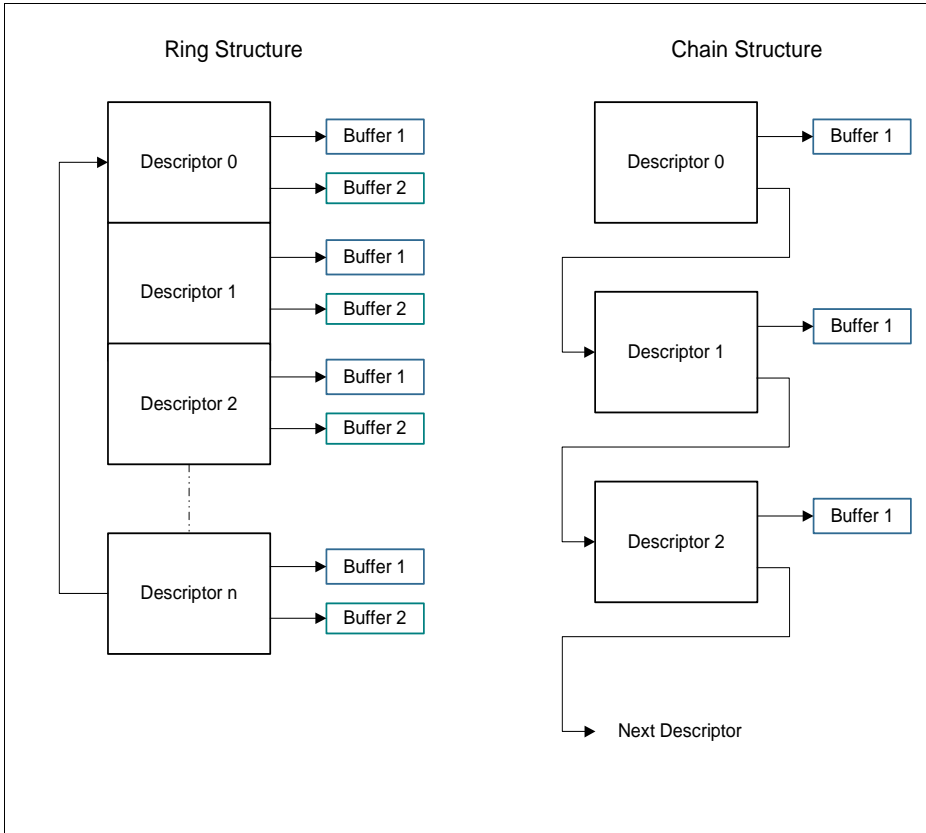 Ring Structure
Descriptor 0
Buffer 1
Buffer 2
Descriptor 1
Buffer 1
Buffer 2
Descriptor 2
Buffer 1
Buffer 2
Descriptor n
Buffer 1
Buffer 2
Chain Structure
Descriptor 0
Buffer 1
Descriptor 1
Buffer 1
Descriptor 2
Buffer 1
Next Descriptor